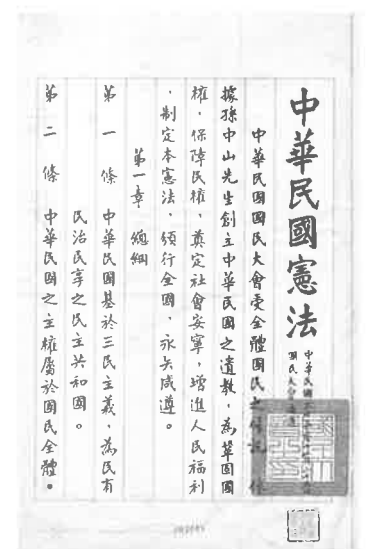 中華民國憲法
國民大會
中華民國國民大會受全體國民之付託，依
據孫中山先生創立中華民國之遺教，為鞏固國
權，保障民權，奠定社會安寧，增進人民福利
，制定本憲法，頒行全國，永矢咸遵。
第一章　總綱
第一條　中華民國基於三民主義，為民有
民治民享之民主共和國。
第二條　中華民國之主權屬於國民全體。